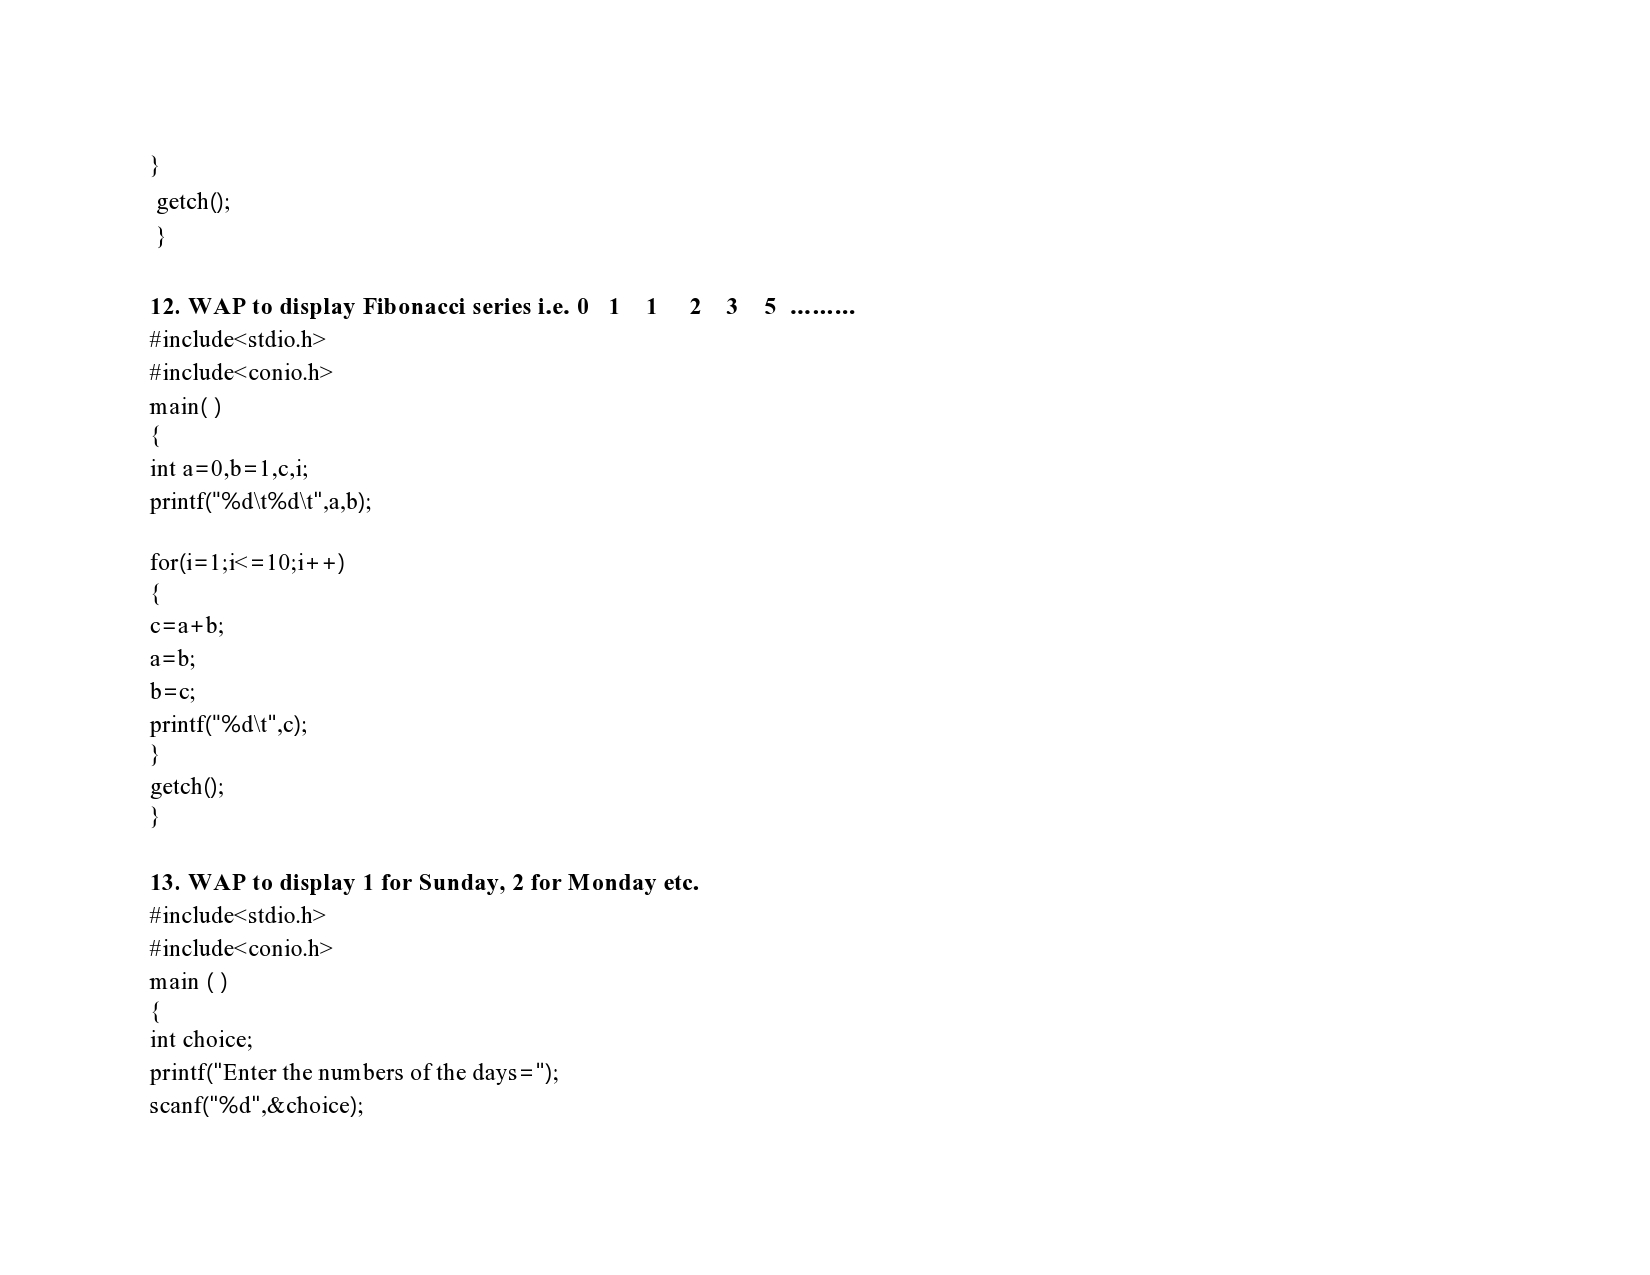 }
getch();
}
12. WAP to display Fibonacci series i.e. 0 1 1 2 3 5 .........
#include<stdio.h>
#include<conio.h>
main( )
{
int a=0,b=1,c,i;
printf("%d\t%d\t",a,b);
for(i=1;i<=10;i++)
{
c=a+b;
a=b;
b=c;
printf("%d\t",c);
}
getch();
}
13. WAP to display 1 for Sunday, 2 for Monday etc.
#include<stdio.h>
#include<conio.h>
main ( )
{
int choice;
printf("Enter the numbers of the days=");
scanf("%d",&choice);